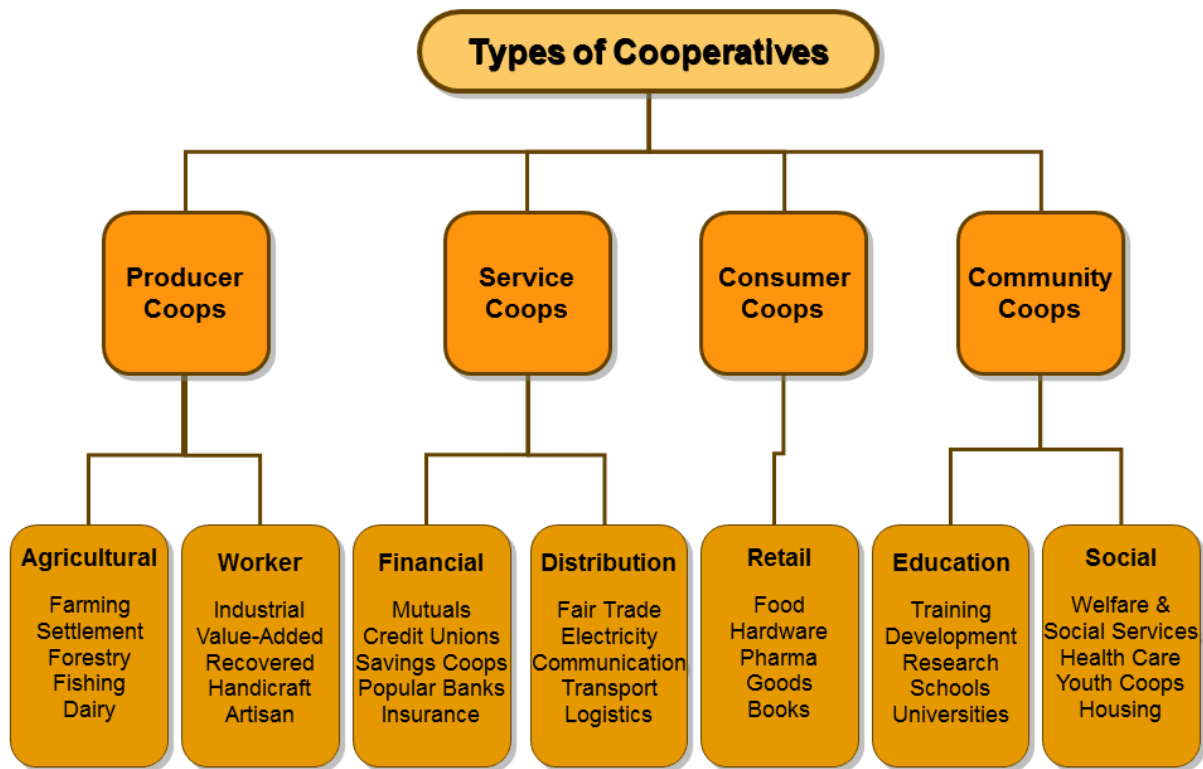 Types of Cooperatives
Producer
Coops
Service
Coops
Consumer
Coops
Community
Coops
Agricultural
Farming
Settlement
Forestry
Fishing
Dairy
Worker
Industrial
Value-Added
Recovered
Handicraft
Artisan
Financial
Mutuals
Credit Unions
Savings Coops
Popular Banks
Insurance
Distribution
Fair Trade
Electricity
Communication
Transport
Logistics
Retail
Food
Hardware
Pharma
Goods
Books
Education
Training
Development
Research
Schools
Universities
Social
Welfare &
Social Services
Health Care
Youth Coops
Housing